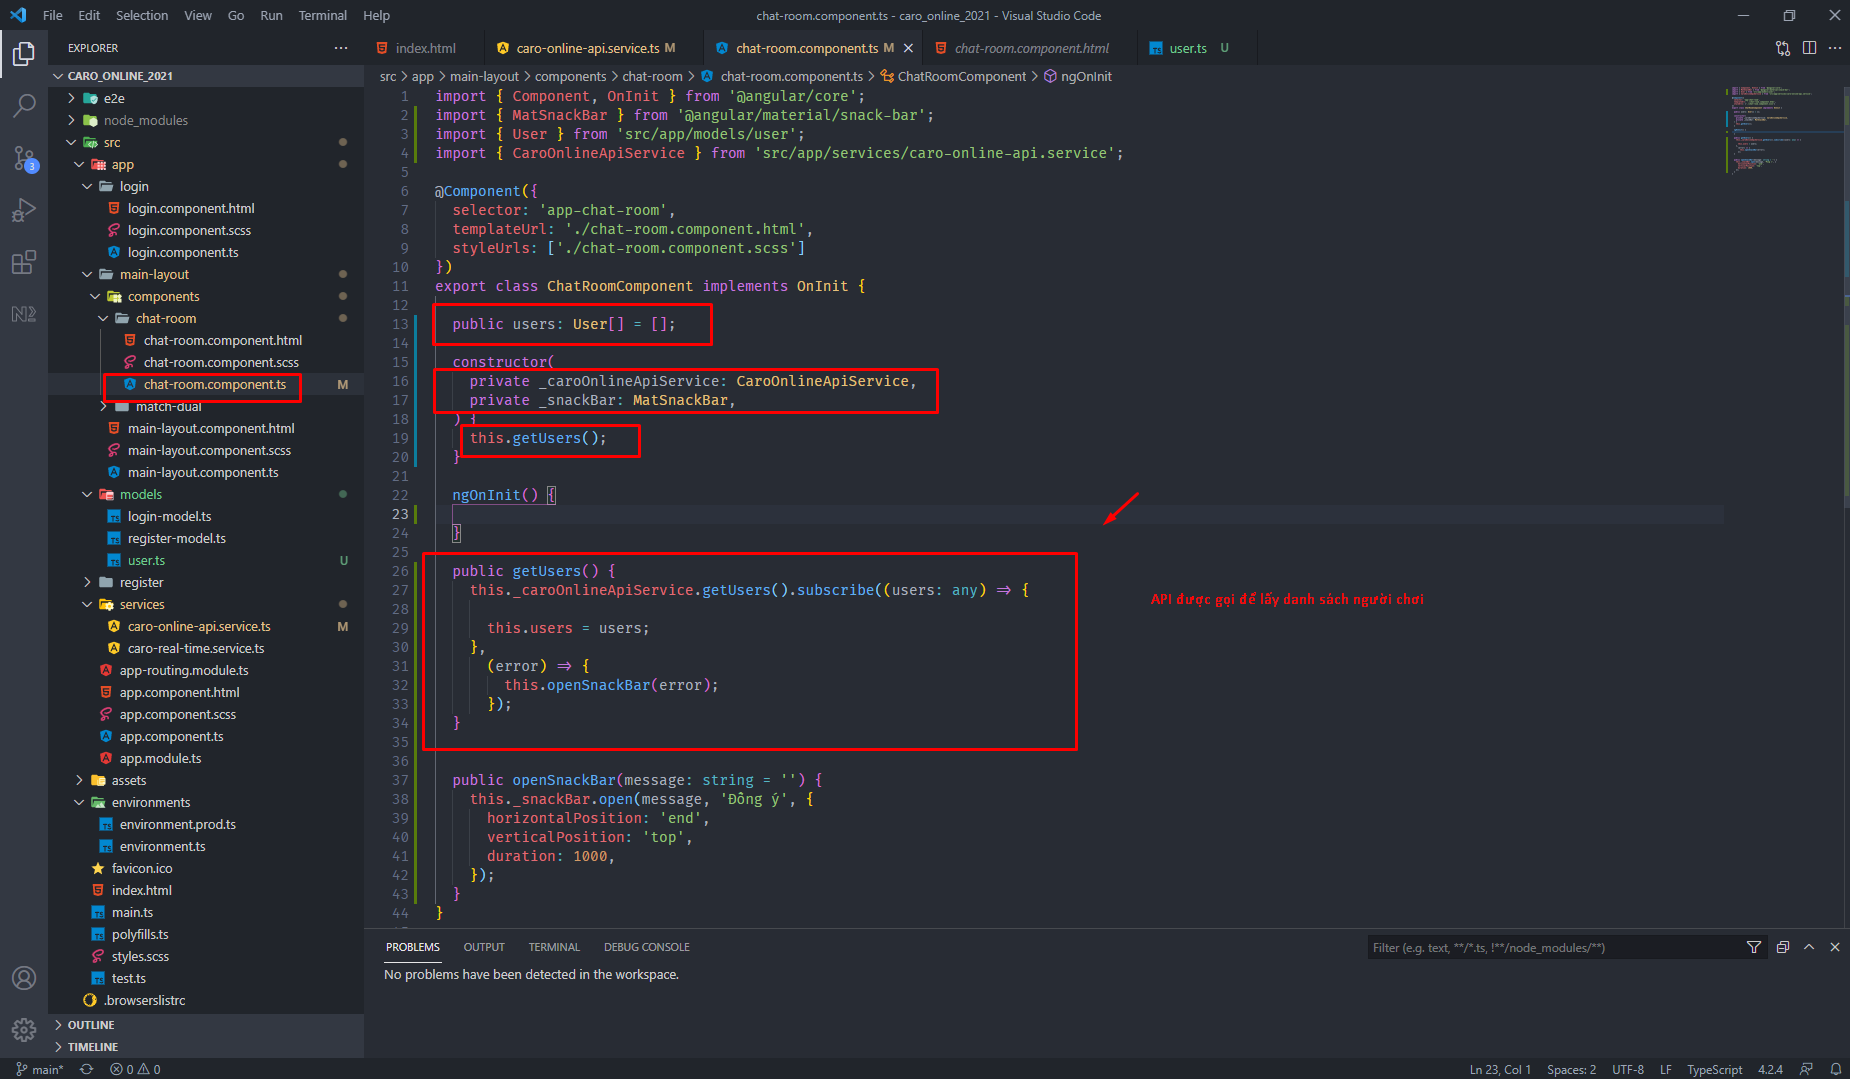 File Edit Selection View Go Run Terminal Help
chat-room.component.ts - caro_online_2021 - Visual Studio Code
EXPLORER
index.html
caro-online-api.service.ts M
chat-room.component.ts M
chat-room.component.html
user.ts U
src > app > main-layout > components > chat-room > chat-room.component.ts > ChatRoomComponent > ngOnInit
CARO_ONLINE_2021
e2e
node_modules
src
app
login
login.component.html
login.component.scss
login.component.ts
main-layout
components
chat-room
chat-room.component.html
chat-room.component.scss
chat-room.component.ts M
match-dual
main-layout.component.html
main-layout.component.scss
main-layout.component.ts
models
login-model.ts
register-model.ts
user.ts U
register
services
caro-online-api.service.ts M
caro-real-time.service.ts
app-routing.module.ts
app.component.html
app.component.scss
app.component.ts
app.module.ts
assets
environments
environment.prod.ts
environment.ts
favicon.ico
index.html
main.ts
polyfills.ts
styles.scss
test.ts
.browserslistrc
OUTLINE
TIMELINE
3
1 import { Component, OnInit } from '@angular/core';
2 import { MatSnackBar } from '@angular/material/snack-bar';
3 import { User } from 'src/app/models/user';
4 import { CaroOnlineApiService } from 'src/app/services/caro-online-api.service';
5
6 @Component({
7 selector: 'app-chat-room',
8 templateUrl: './chat-room.component.html',
9 styleUrls: ['./chat-room.component.scss']
10 })
11 export class ChatRoomComponent implements OnInit {
12
13 public users: User[] = [];
14
15 constructor(
16 private _caroOnlineApiService: CaroOnlineApiService,
17 private _snackBar: MatSnackBar,
18 ) {
19 this.getUsers();
20 }
21
22 ngOnInit() {
23
24 }
25
26 public getUsers() {
27 this._caroOnlineApiService.getUsers().subscribe((users: any) => {
28
29 this.users = users;
30 },
31 (error) => {
32 this.openSnackBar(error);
33 });
34 }
35
36
37 public openSnackBar(message: string = '') {
38 this._snackBar.open(message, 'Đồng ý', {
39 horizontalPosition: 'end',
40 verticalPosition: 'top',
41 duration: 1000,
42 });
43 }
44 }
API được gọi để lấy danh sách người chơi
PROBLEMS OUTPUT TERMINAL DEBUG CONSOLE
Filter (e.g. text, **/*.ts, !**/node_modules/**)
No problems have been detected in the workspace.
main* 0 0
Ln 23, Col 1 Spaces: 2 UTF-8 LF TypeScript 4.2.4